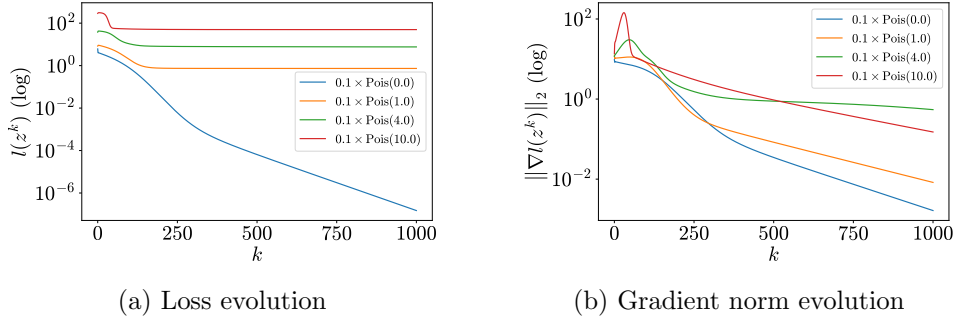 l(z^k) (log)
10^2
10^0
10^−2
10^−4
10^−6
0.1 × Pois(0.0)
0.1 × Pois(1.0)
0.1 × Pois(4.0)
0.1 × Pois(10.0)
0 250 500 750 1000
k
(a) Loss evolution
‖∇l(z^k)‖_2 (log)
10^2
10^0
10^−2
0.1 × Pois(0.0)
0.1 × Pois(1.0)
0.1 × Pois(4.0)
0.1 × Pois(10.0)
0 250 500 750 1000
k
(b) Gradient norm evolution